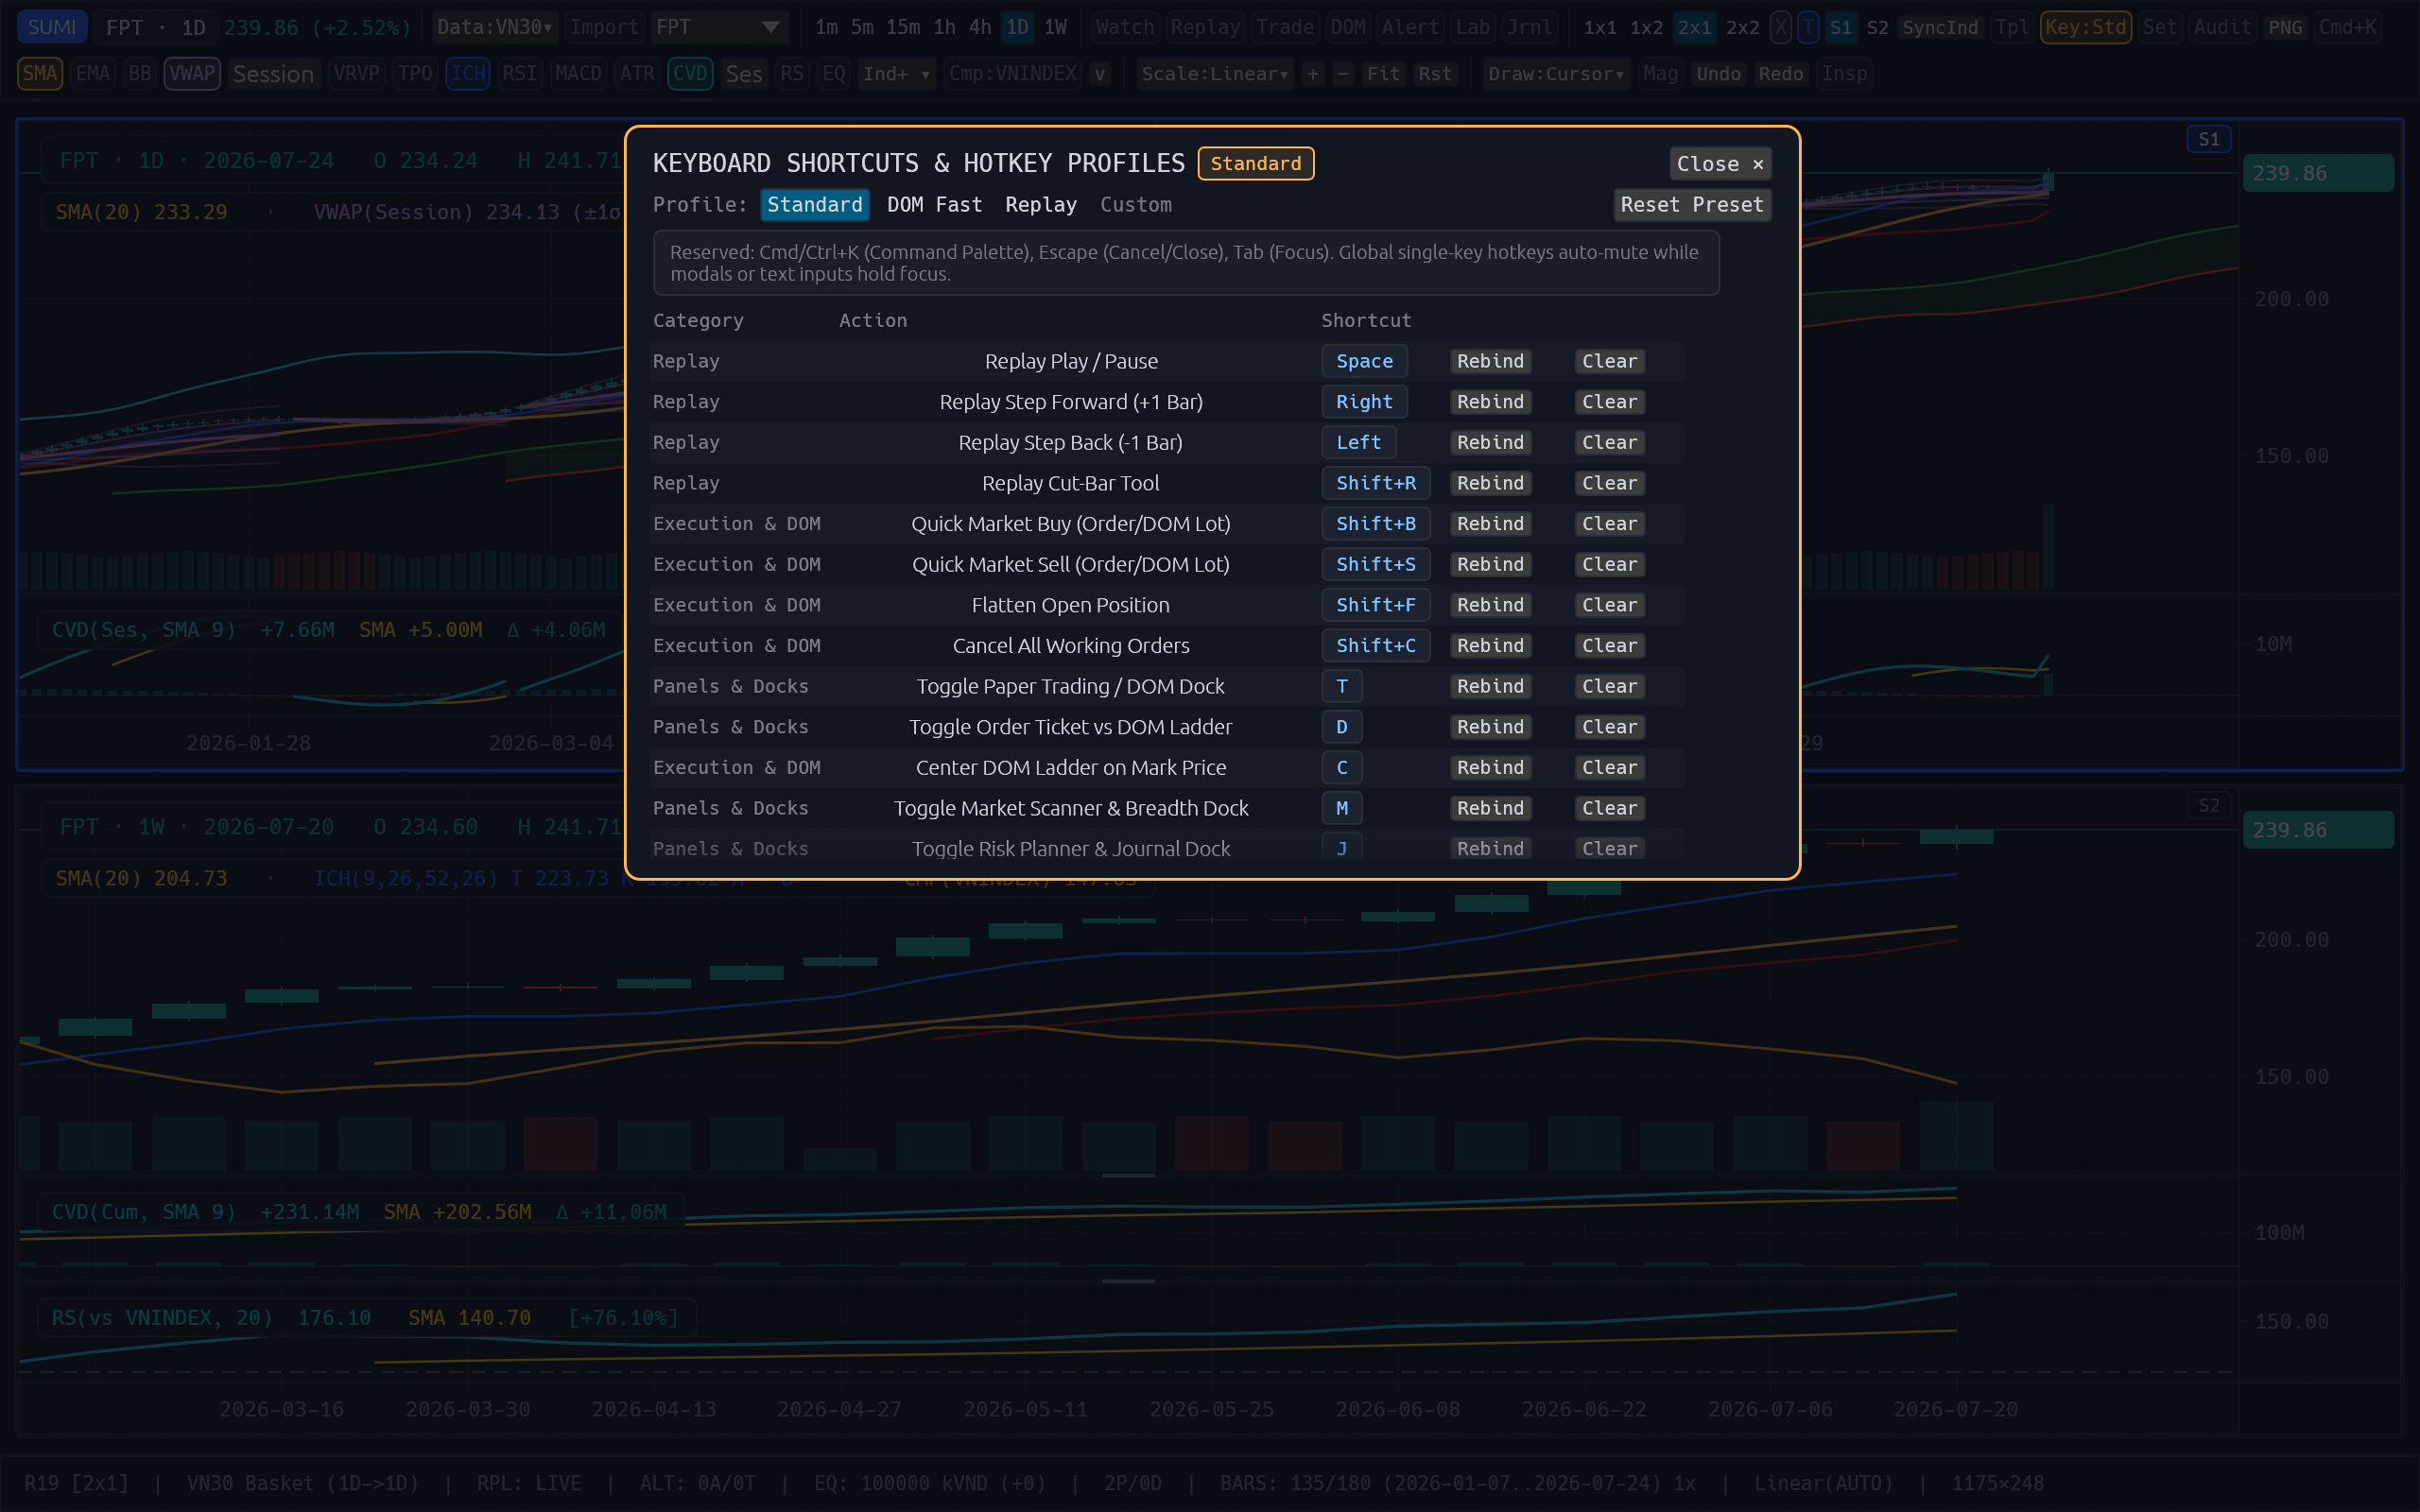 SUMI FPT · 1D 239.86 (+2.52%) Data:VN30▾ Import FPT 1m 5m 15m 1h 4h 1D 1W Watch Replay Trade DOM Alert Lab Jrnl 1x1 1x2 2x1 2x2 X T S1 S2 SyncInd Tpl Key:Std Set Audit PNG Cmd+K
SMA EMA BB VWAP Session VRVP TPO ICH RSI MACD ATR CVD Ses RS EQ Ind+ ▾ Cmp:VNINDEX v Scale:Linear▾ + − Fit Rst Draw:Cursor▾ Mag Undo Redo Insp
FPT · 1D · 2026-07-24 O 234.24 H 241.71
S1
239.86
SMA(20) 233.29 · VWAP(Session) 234.13 (±1σ
200.00
150.00
CVD(Ses, SMA 9) +7.66M SMA +5.00M Δ +4.06M
10M
2026-01-28 2026-03-04 29
KEYBOARD SHORTCUTS & HOTKEY PROFILES Standard Close ×
Profile: Standard DOM Fast Replay Custom Reset Preset
Reserved: Cmd/Ctrl+K (Command Palette), Escape (Cancel/Close), Tab (Focus). Global single-key hotkeys auto-mute while
modals or text inputs hold focus.
Category Action Shortcut
Replay Replay Play / Pause Space Rebind Clear
Replay Replay Step Forward (+1 Bar) Right Rebind Clear
Replay Replay Step Back (-1 Bar) Left Rebind Clear
Replay Replay Cut-Bar Tool Shift+R Rebind Clear
Execution & DOM Quick Market Buy (Order/DOM Lot) Shift+B Rebind Clear
Execution & DOM Quick Market Sell (Order/DOM Lot) Shift+S Rebind Clear
Execution & DOM Flatten Open Position Shift+F Rebind Clear
Execution & DOM Cancel All Working Orders Shift+C Rebind Clear
Panels & Docks Toggle Paper Trading / DOM Dock T Rebind Clear
Panels & Docks Toggle Order Ticket vs DOM Ladder D Rebind Clear
Execution & DOM Center DOM Ladder on Mark Price C Rebind Clear
Panels & Docks Toggle Market Scanner & Breadth Dock M Rebind Clear
Panels & Docks Toggle Risk Planner & Journal Dock J Rebind Clear
FPT · 1W · 2026-07-20 O 234.60 H 241.71
S2
239.86
SMA(20) 204.73 · ICH(9,26,52,26) T 223.73
200.00
150.00
CVD(Cum, SMA 9) +231.14M SMA +202.56M Δ +11.06M
100M
RS(vs VNINDEX, 20) 176.10 SMA 140.70 [+76.10%]
150.00
2026-03-16 2026-03-30 2026-04-13 2026-04-27 2026-05-11 2026-05-25 2026-06-08 2026-06-22 2026-07-06 2026-07-20
R19 [2x1] | VN30 Basket (1D->1D) | RPL: LIVE | ALT: 0A/0T | EQ: 100000 kVND (+0) | 2P/0D | BARS: 135/180 (2026-01-07..2026-07-24) 1x | Linear(AUTO) | 1175×248